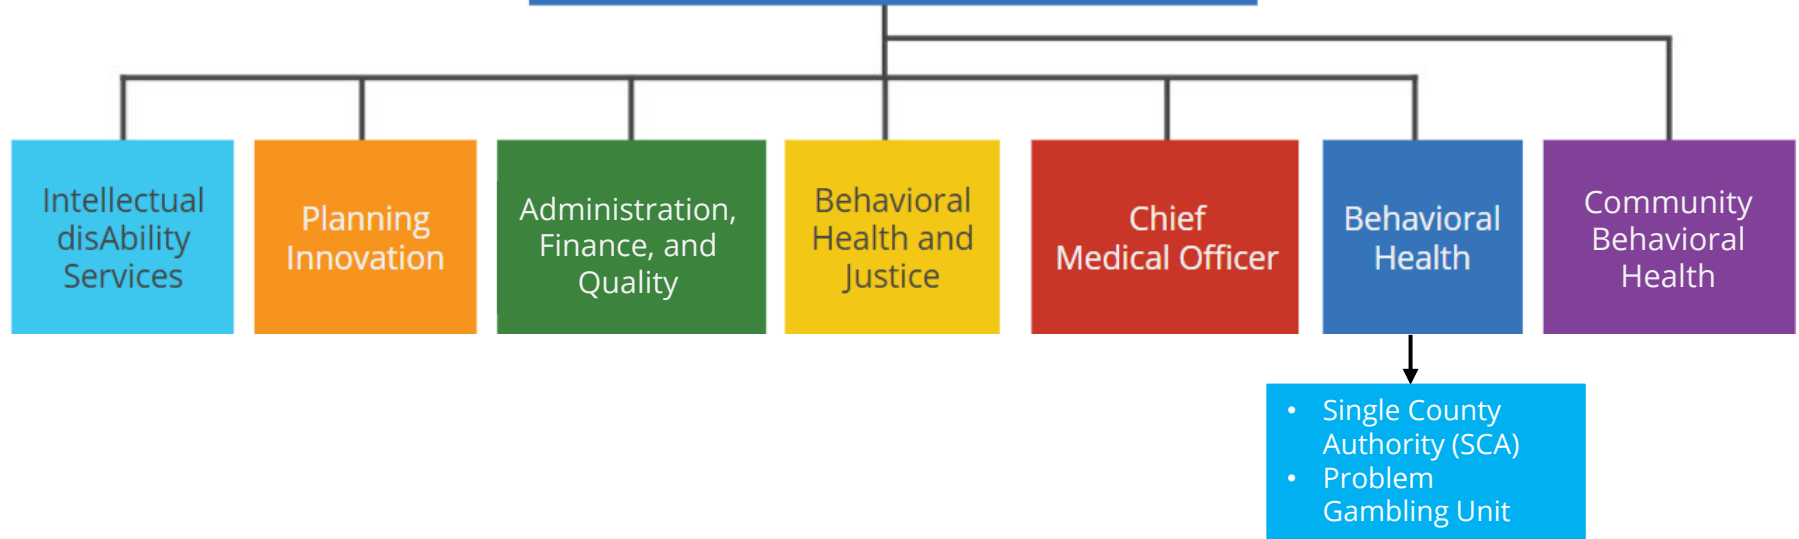 Intellectual
disAbility
Services
Planning
Innovation
Administration,
Finance, and
Quality
Behavioral
Health and
Justice
Chief
Medical Officer
Behavioral
Health
Community
Behavioral
Health
• Single County
Authority (SCA)
• Problem
Gambling Unit